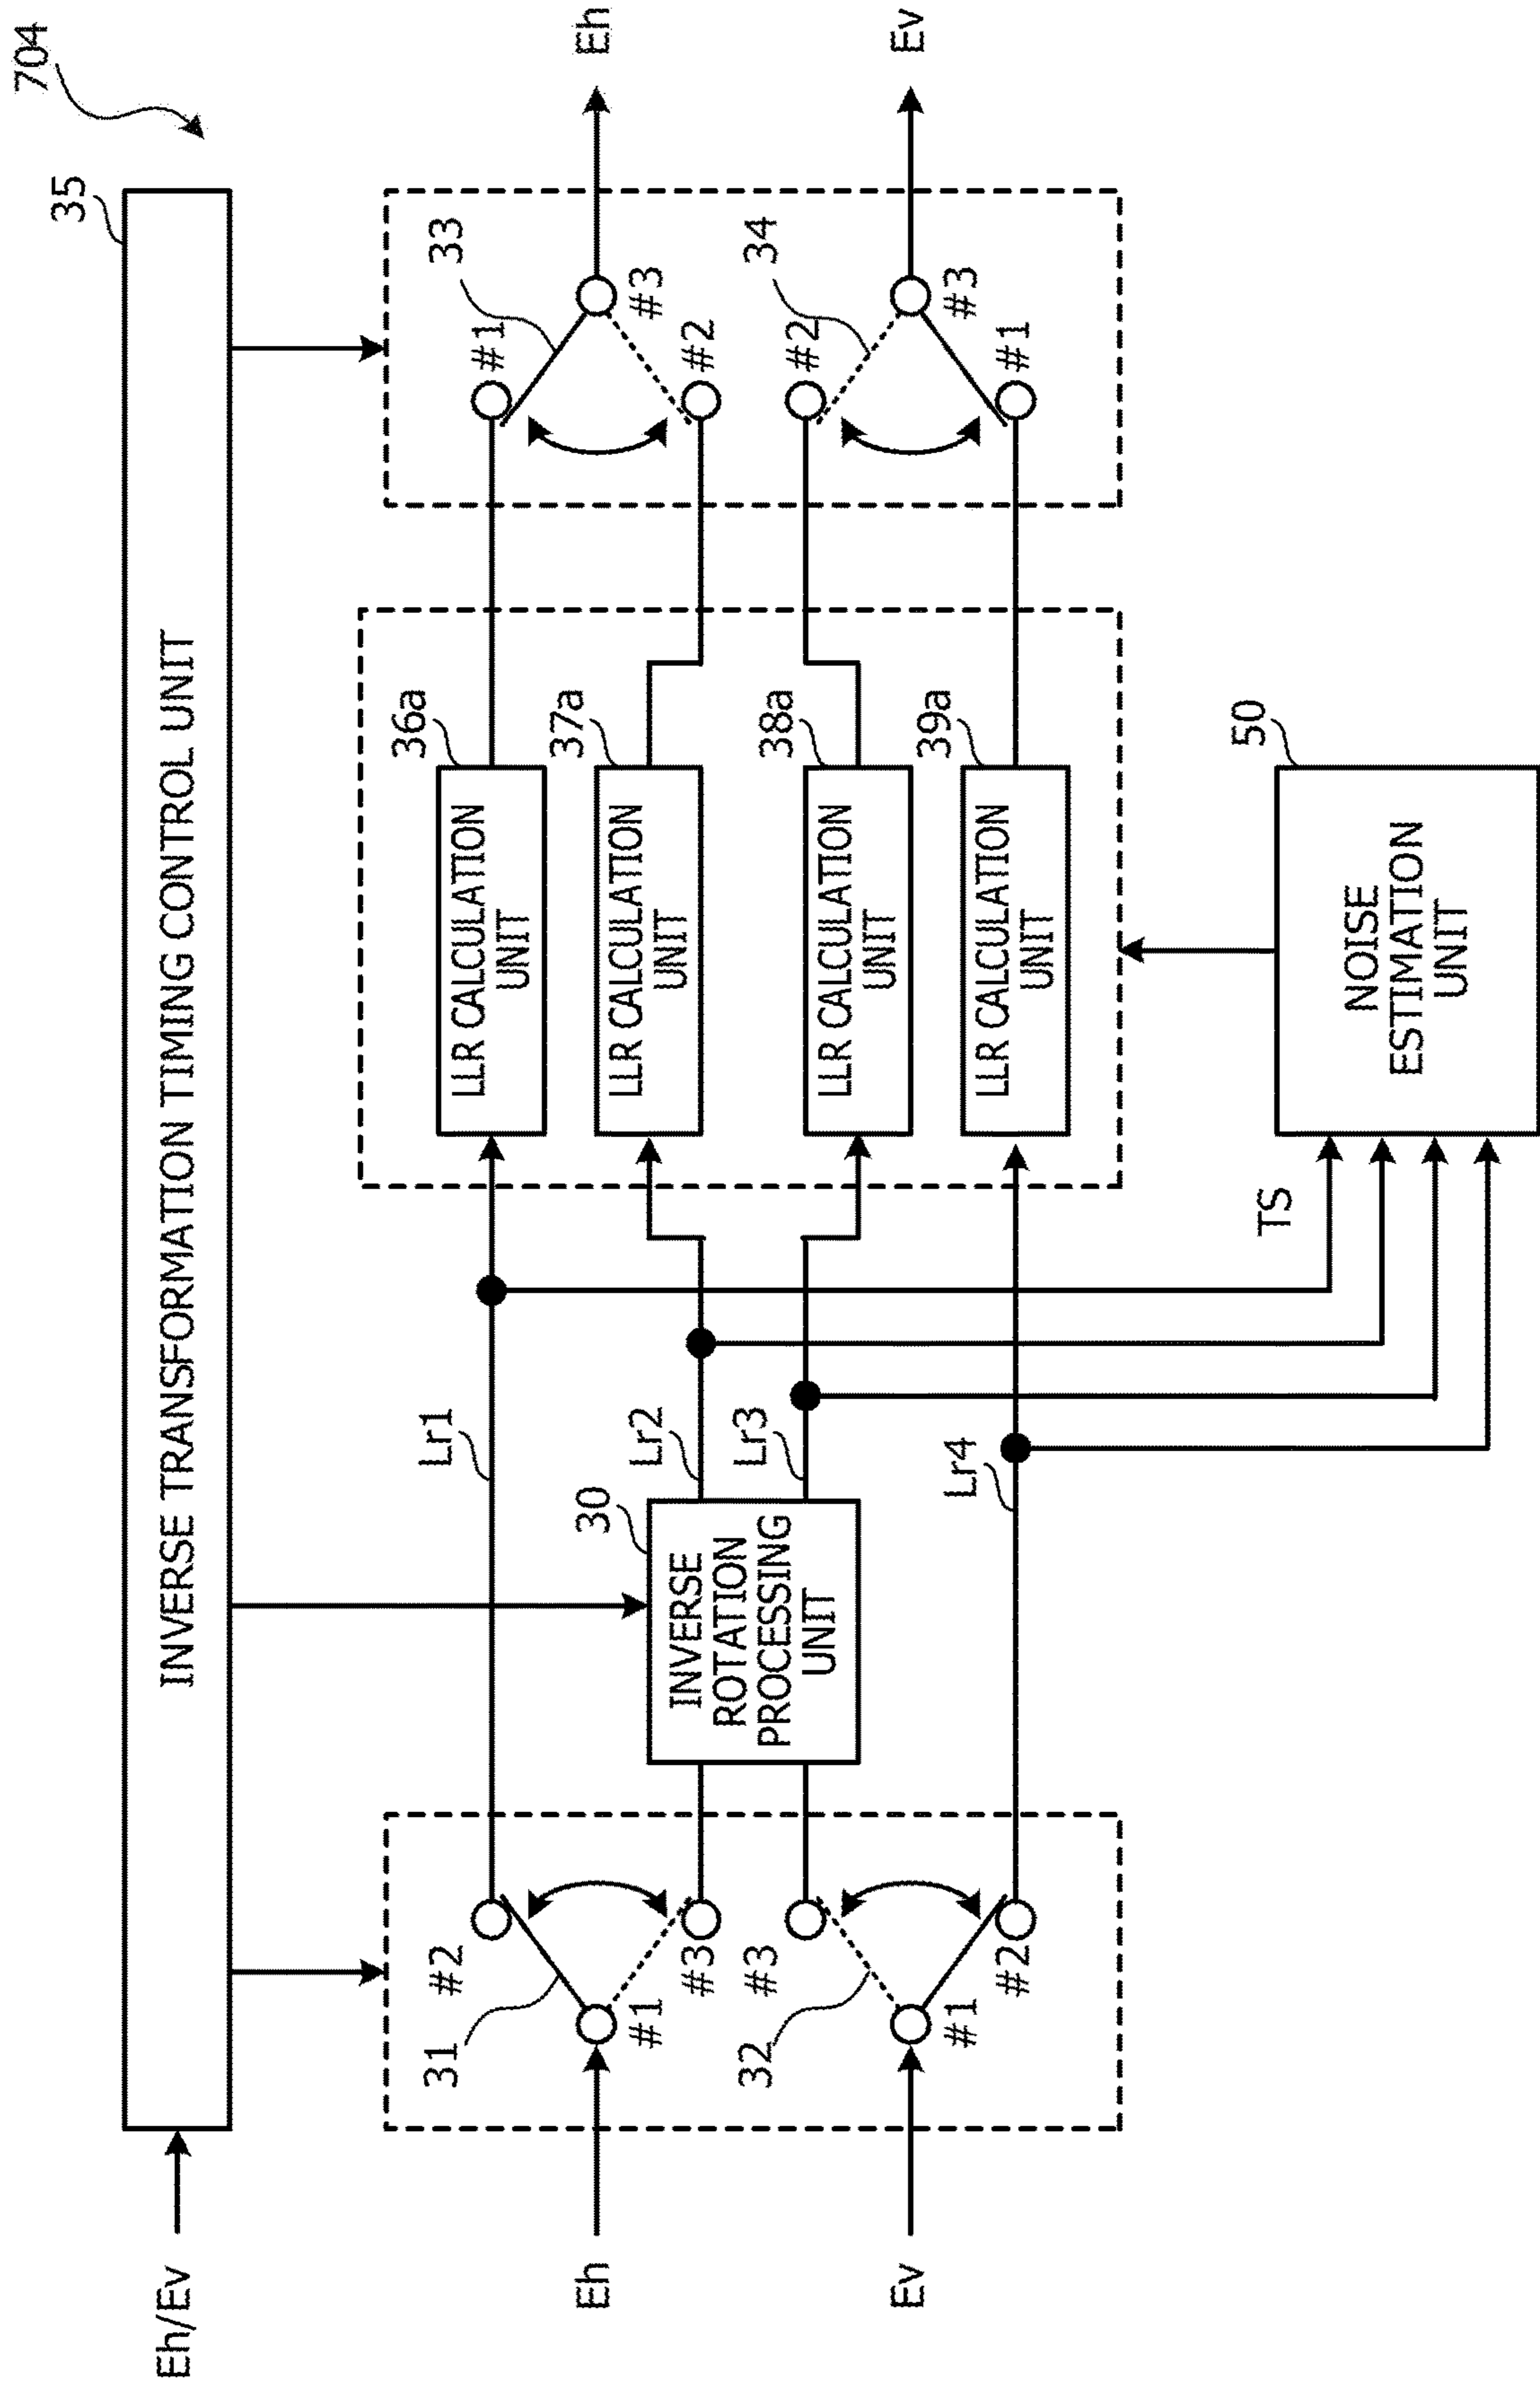 704
35
INVERSE TRANSFORMATION TIMING CONTROL UNIT
Eh/Ev
Eh
Ev
31
#1
#2
#3
32
#1
#3
#2
30
INVERSE
ROTATION
PROCESSING
UNIT
Lr1
Lr2
Lr3
Lr4
TS
36a
LLR CALCULATION
UNIT
37a
LLR CALCULATION
UNIT
38a
LLR CALCULATION
UNIT
39a
LLR CALCULATION
UNIT
50
NOISE
ESTIMATION
UNIT
33
#1
#3
#2
34
#2
#3
#1
Eh
Ev